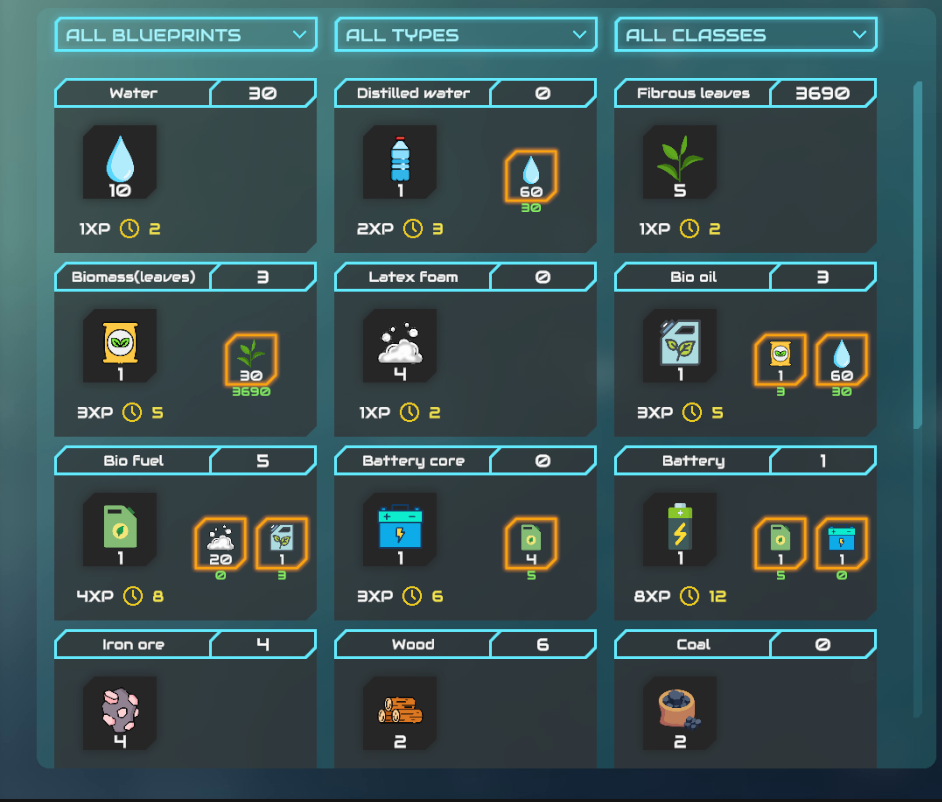 ALL BLUEPRINTS ALL TYPES ALL CLASSES
Water 30 Distilled water 0 Fibrous leaves 3690
10 1 60 5
30
1XP 2 2XP 3 1XP 2
Biomass(leaves) 3 Latex foam 0 Bio oil 3
1 30 4 1 1 60
3690 3 30
3XP 5 1XP 2 3XP 5
Bio Fuel 5 Battery core 0 Battery 1
1 20 1 1 4 1 1 1
0 3 5 5 0
4XP 8 3XP 6 8XP 12
Iron ore 4 Wood 6 Coal 0
4 2 2